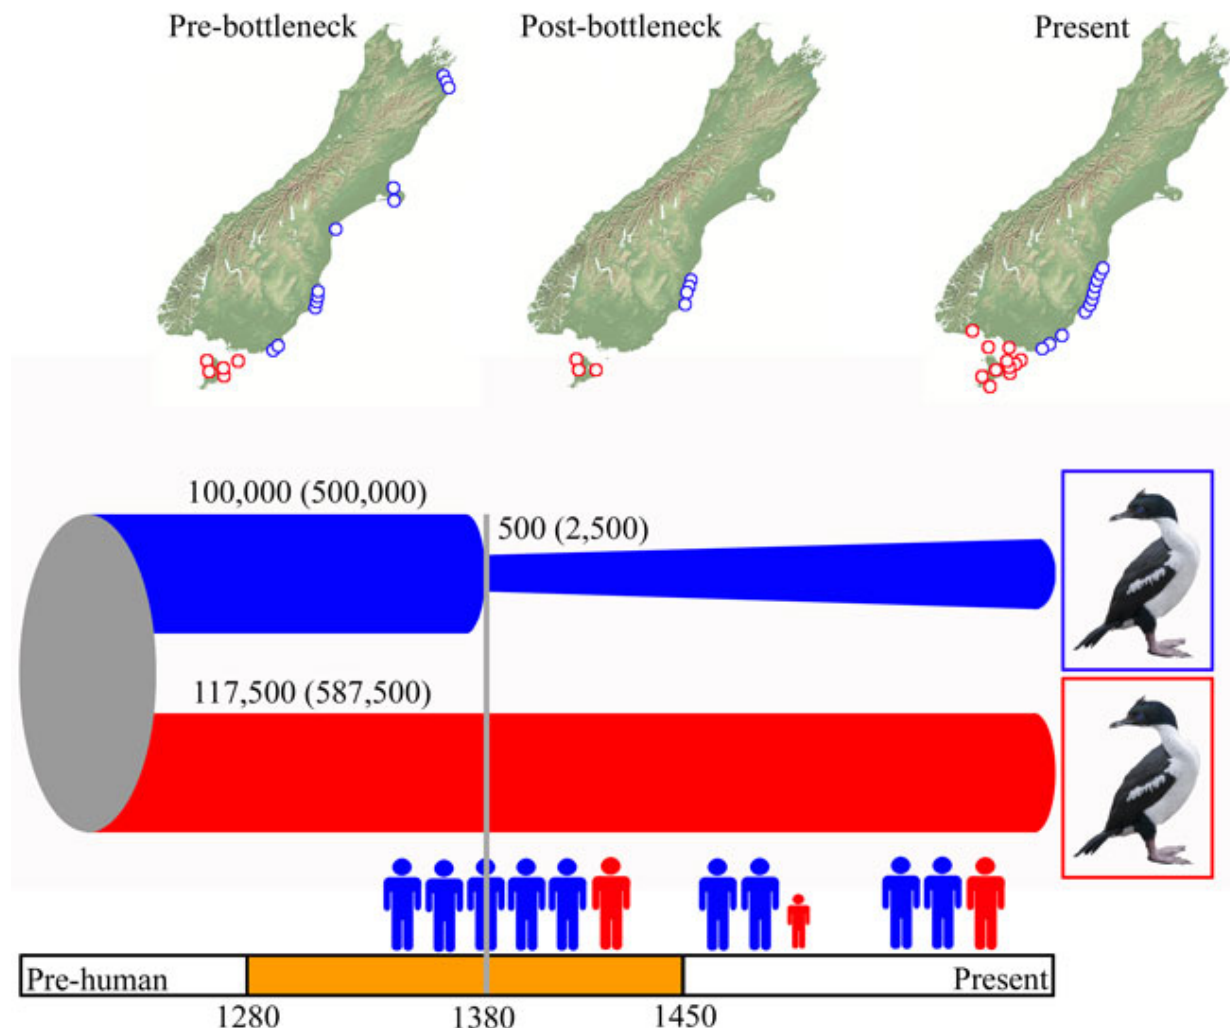 Pre-bottleneck
Post-bottleneck
Present
100,000 (500,000)
500 (2,500)
117,500 (587,500)
Pre-human
Present
1280
1380
1450